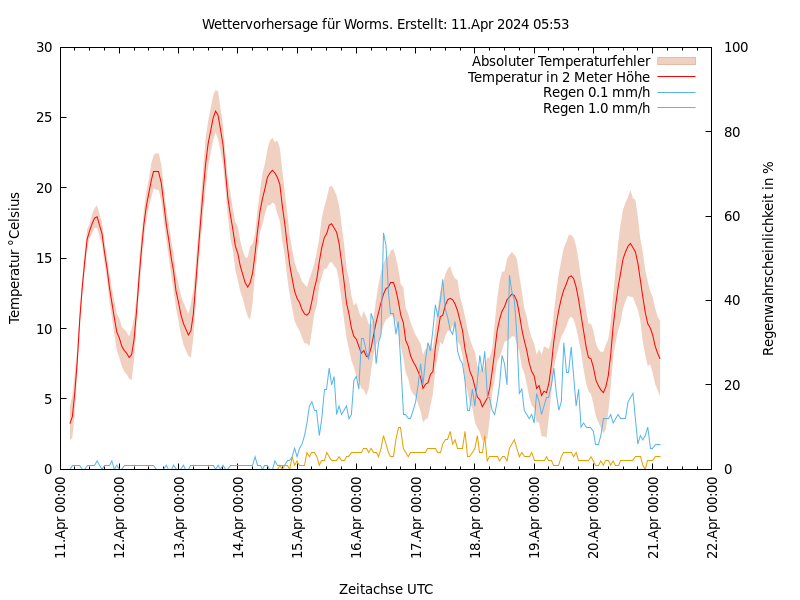 Wettervorhersage für Worms. Erstellt: 11.Apr 2024 05:53
30
25
20
15
10
5
0
100
80
60
40
20
0
Temperatur °Celsius
Regenwahrscheinlichkeit in %
Absoluter Temperaturfehler
Temperatur in 2 Meter Höhe
Regen 0.1 mm/h
Regen 1.0 mm/h
11.Apr 00:00
12.Apr 00:00
13.Apr 00:00
14.Apr 00:00
15.Apr 00:00
16.Apr 00:00
17.Apr 00:00
18.Apr 00:00
19.Apr 00:00
20.Apr 00:00
21.Apr 00:00
22.Apr 00:00
Zeitachse UTC